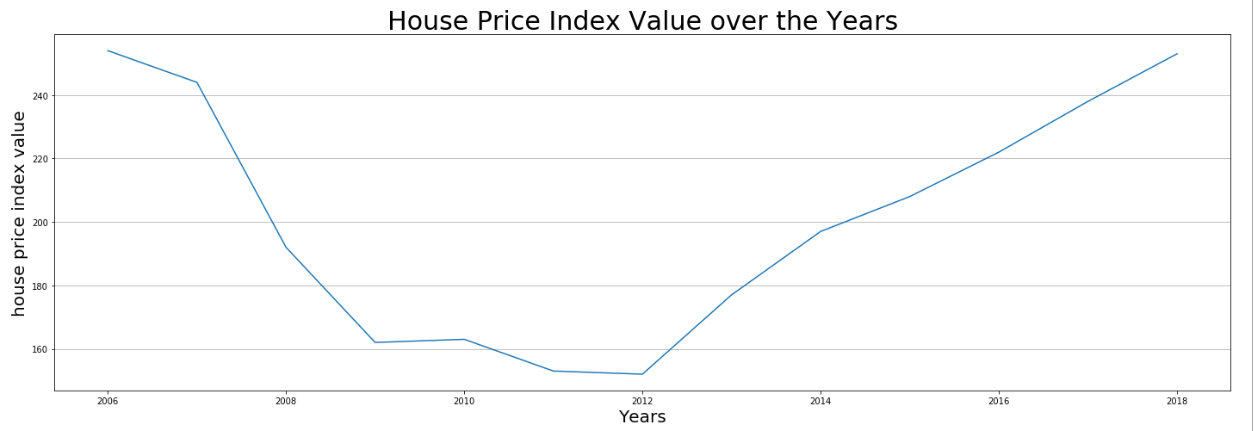 House Price Index Value over the Years
house price index value
240
220
200
180
160
2006 2008 2010 2012 2014 2016 2018
Years